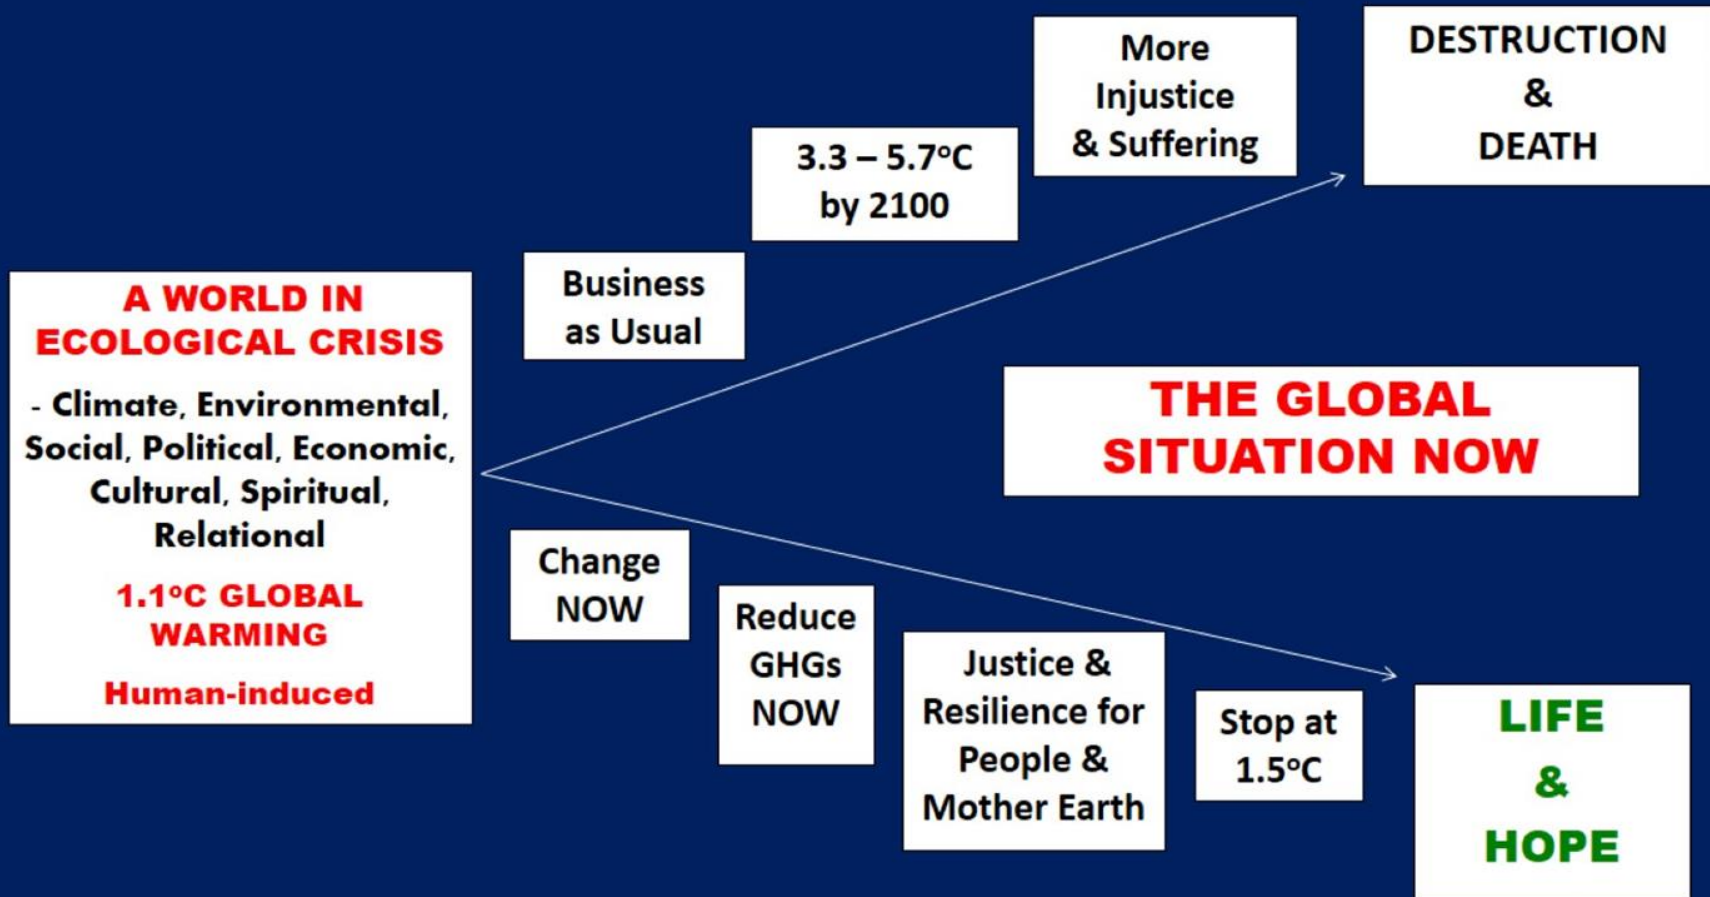 A WORLD IN
ECOLOGICAL CRISIS
- Climate, Environmental,
Social, Political, Economic,
Cultural, Spiritual,
Relational
1.1°C GLOBAL
WARMING
Human-induced
Business
as Usual
3.3 – 5.7°C
by 2100
More
Injustice
& Suffering
DESTRUCTION
&
DEATH
THE GLOBAL
SITUATION NOW
Change
NOW
Reduce
GHGs
NOW
Justice &
Resilience for
People &
Mother Earth
Stop at
1.5°C
LIFE
&
HOPE